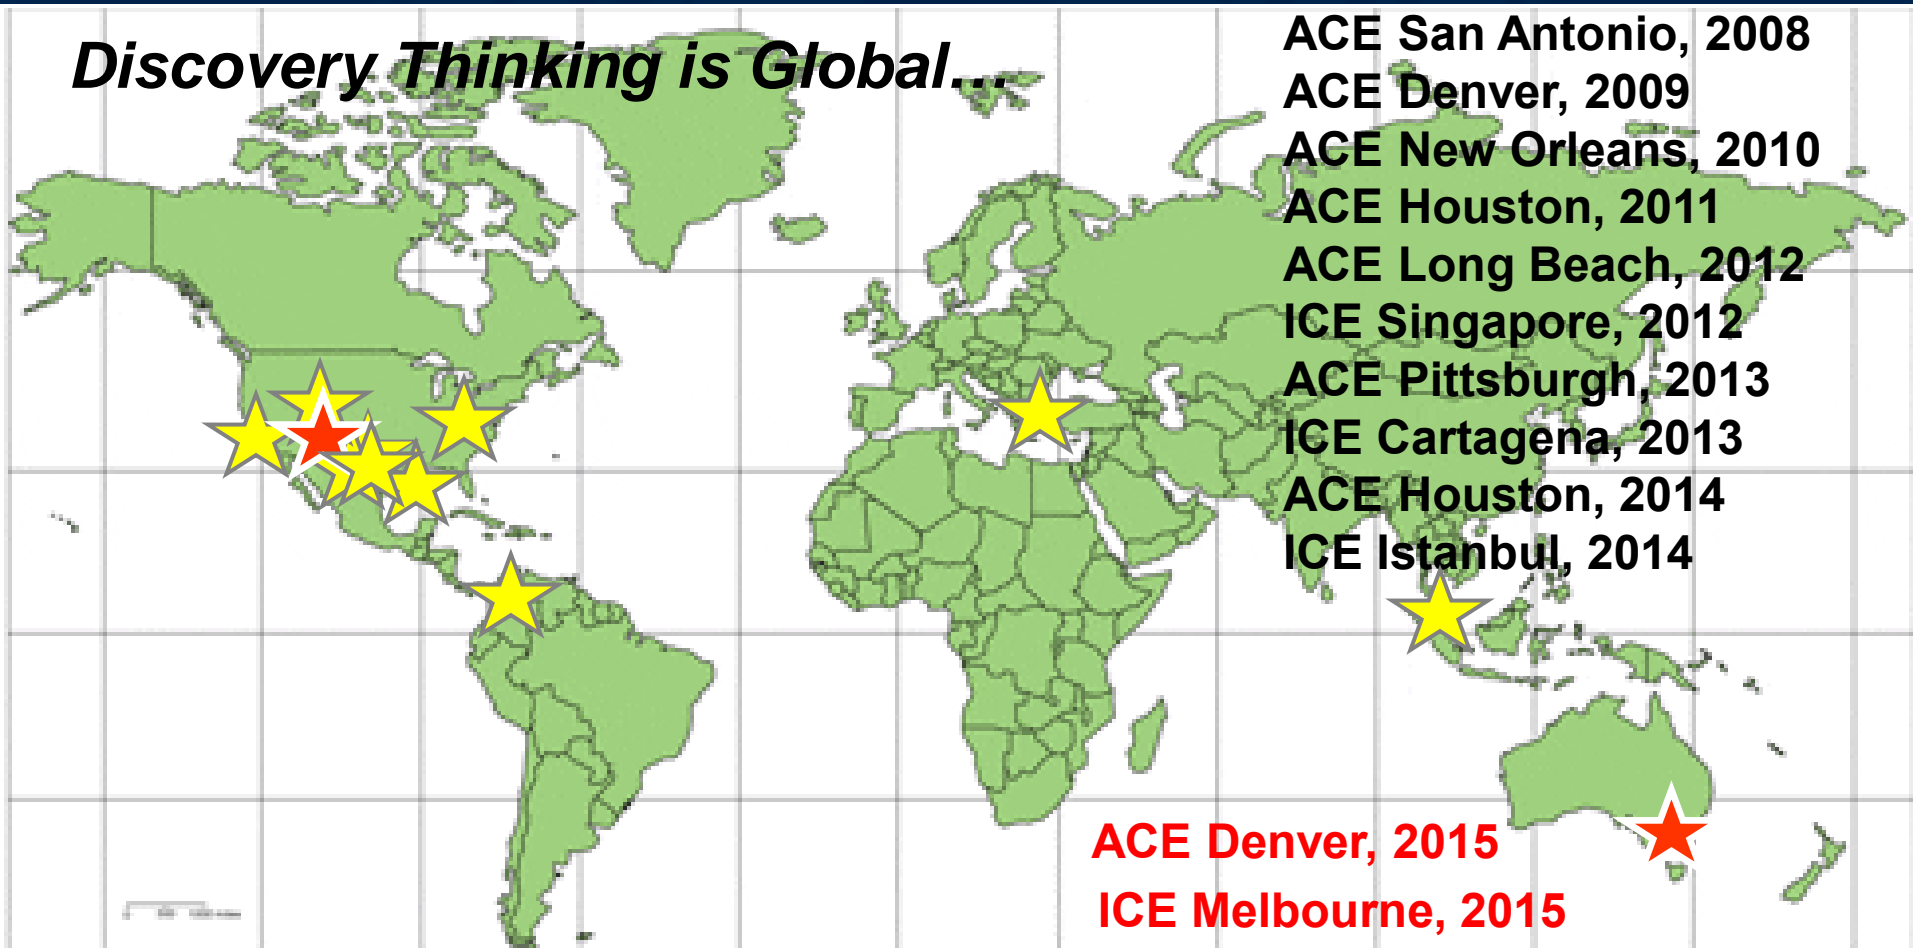 Discovery Thinking is Global…
ACE San Antonio, 2008
ACE Denver, 2009
ACE New Orleans, 2010
ACE Houston, 2011
ACE Long Beach, 2012
ICE Singapore, 2012
ACE Pittsburgh, 2013
ICE Cartagena, 2013
ACE Houston, 2014
ICE Istanbul, 2014
ACE Denver, 2015
ICE Melbourne, 2015